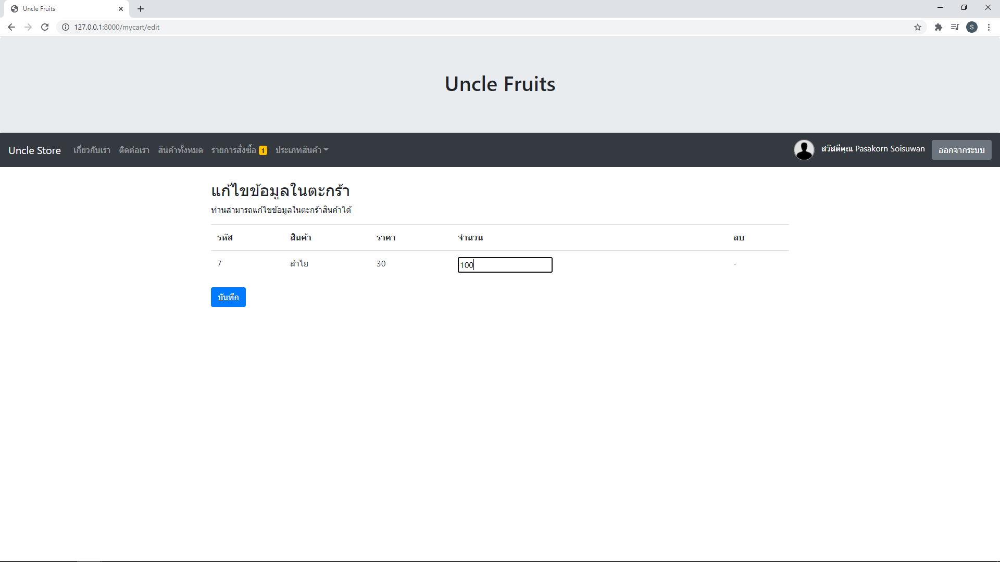 Uncle Fruits
127.0.0.1:8000/mycart/edit
S
Uncle Fruits
Uncle Store เกี่ยวกับเรา ติดต่อเรา สินค้าทั้งหมด รายการสั่งซื้อ 1 ประเภทสินค้า สวัสดีคุณ Pasakorn Soisuwan ออกจากระบบ
แก้ไขข้อมูลในตะกร้า
ท่านสามารถแก้ไขข้อมูลในตะกร้าสินค้าได้
รหัส สินค้า ราคา จำนวน ลบ
7 ลำไย 30 100 -
บันทึก